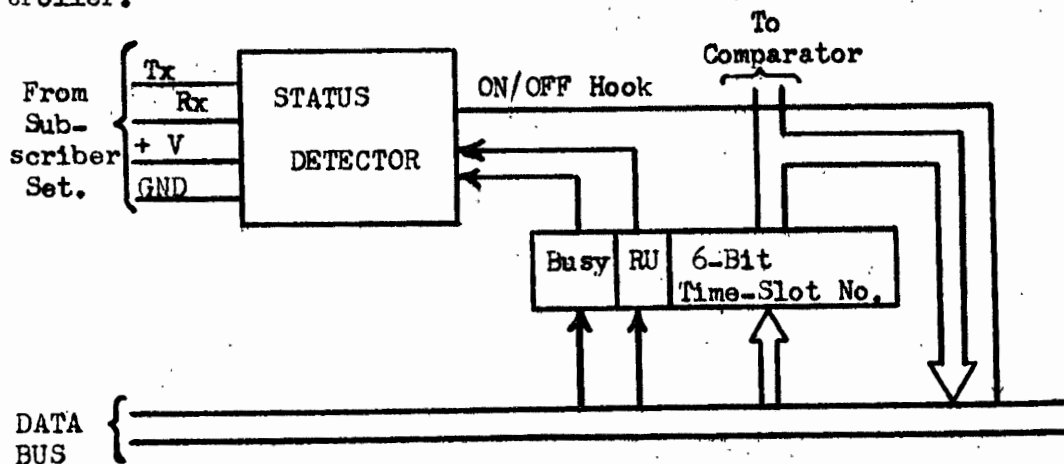 To
Comparator
From
Sub-
scriber
Set.
Tx
Rx
+ V
GND
STATUS
DETECTOR
ON/OFF Hook
Busy
RU
6-Bit
Time-Slot No.
DATA
BUS